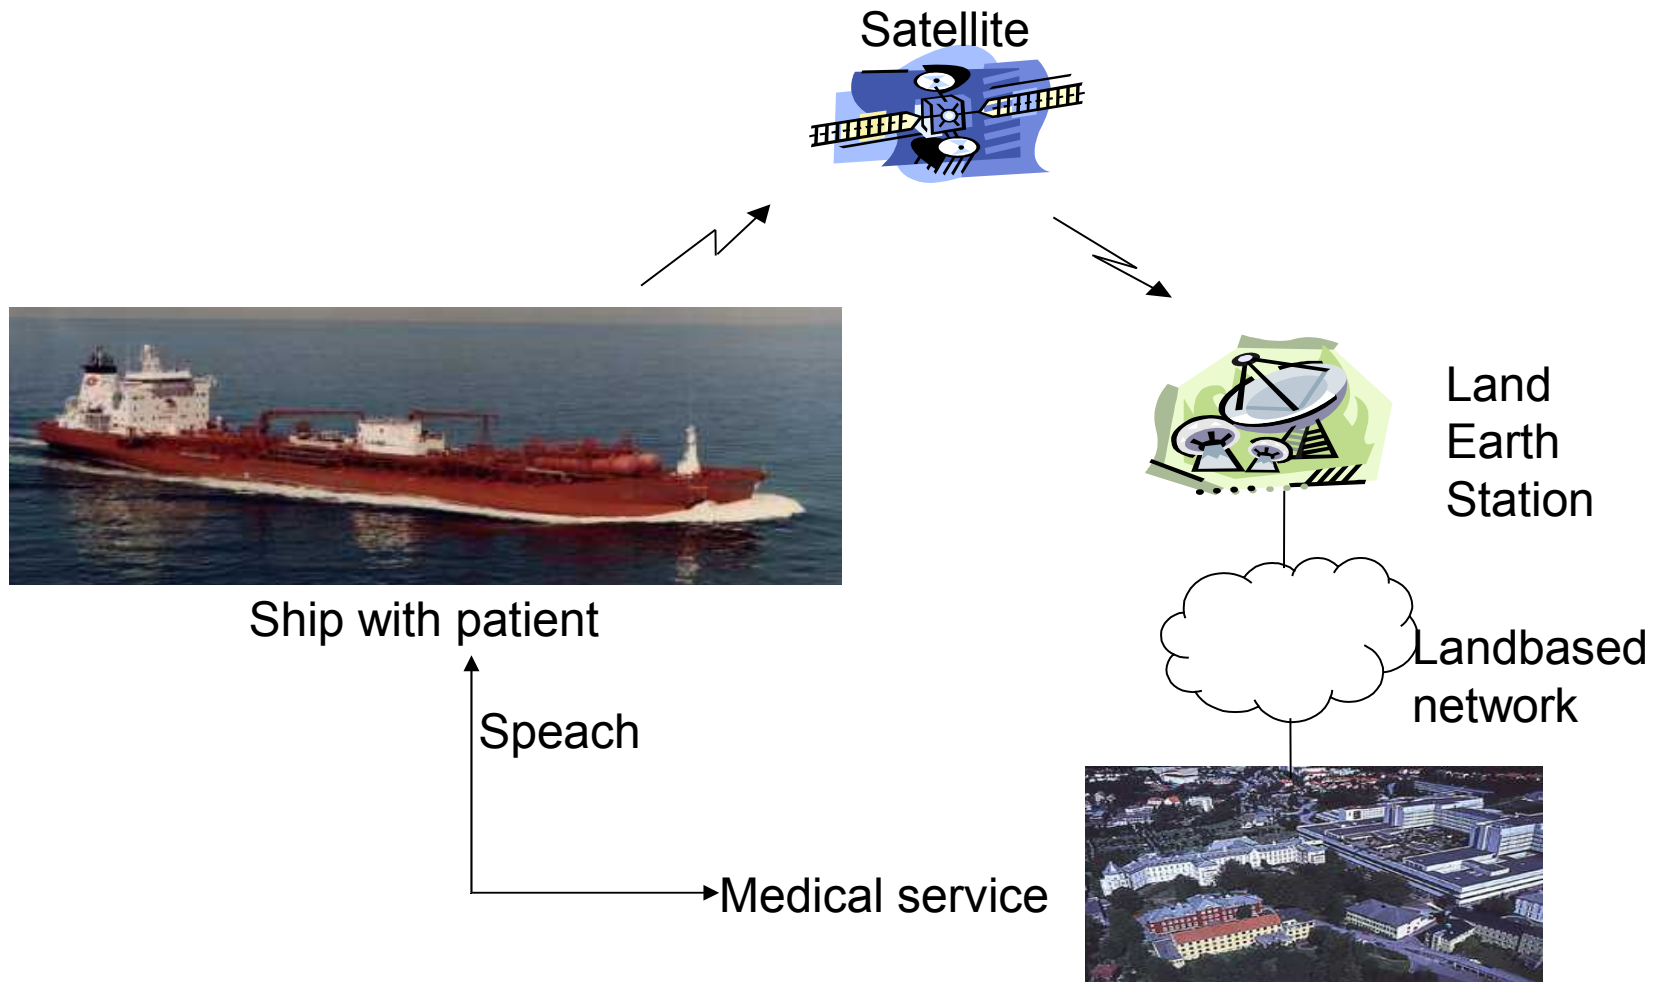 Satellite
Land
Earth
Station
Ship with patient
Landbased
network
Speach
Medical service